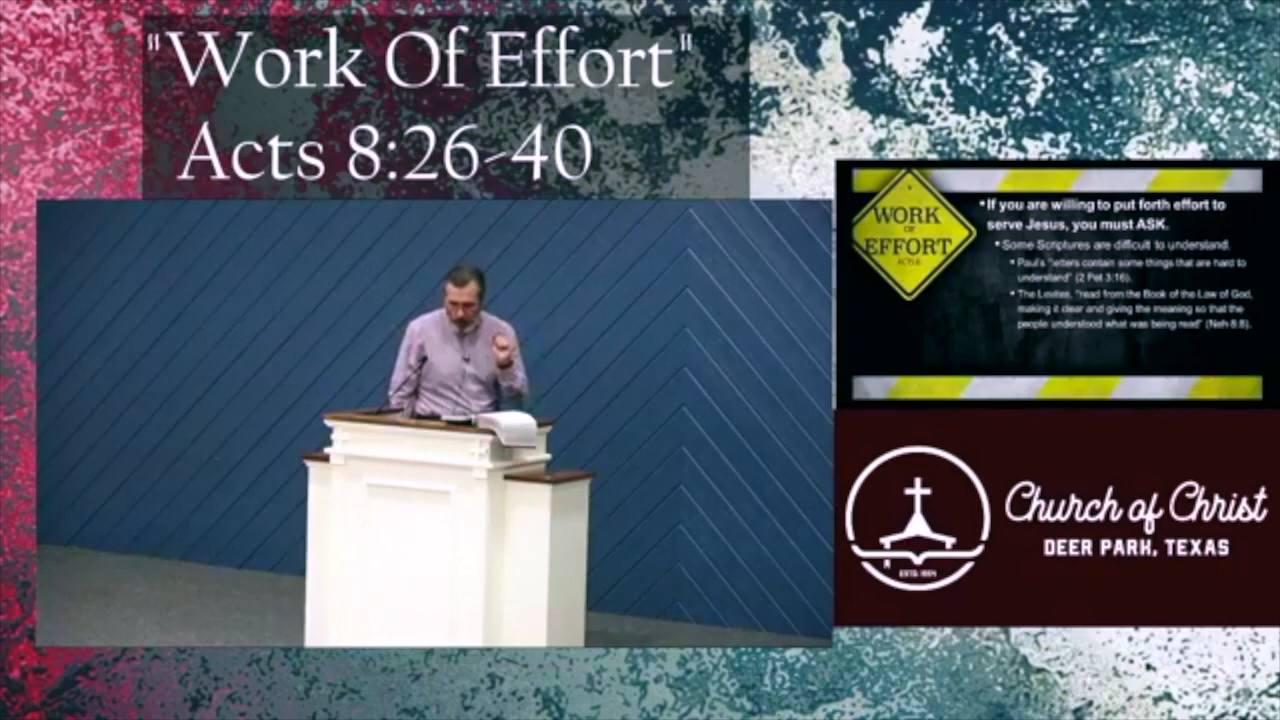 "Work Of Effort"
Acts 8:26-40
WORK
OF
EFFORT
•If you are willing to put forth effort to
serve Jesus, you must ASK.
•Some Scriptures are difficult to understand.
•Paul's "letters contain some things that are hard to
understand" (2 Pet 3:16).
•The Levites, "read from the Book of the Law of God,
making it clear and giving the meaning so that the
people understood what was being read" (Neh 8:8).
Church of Christ
DEER PARK, TEXAS